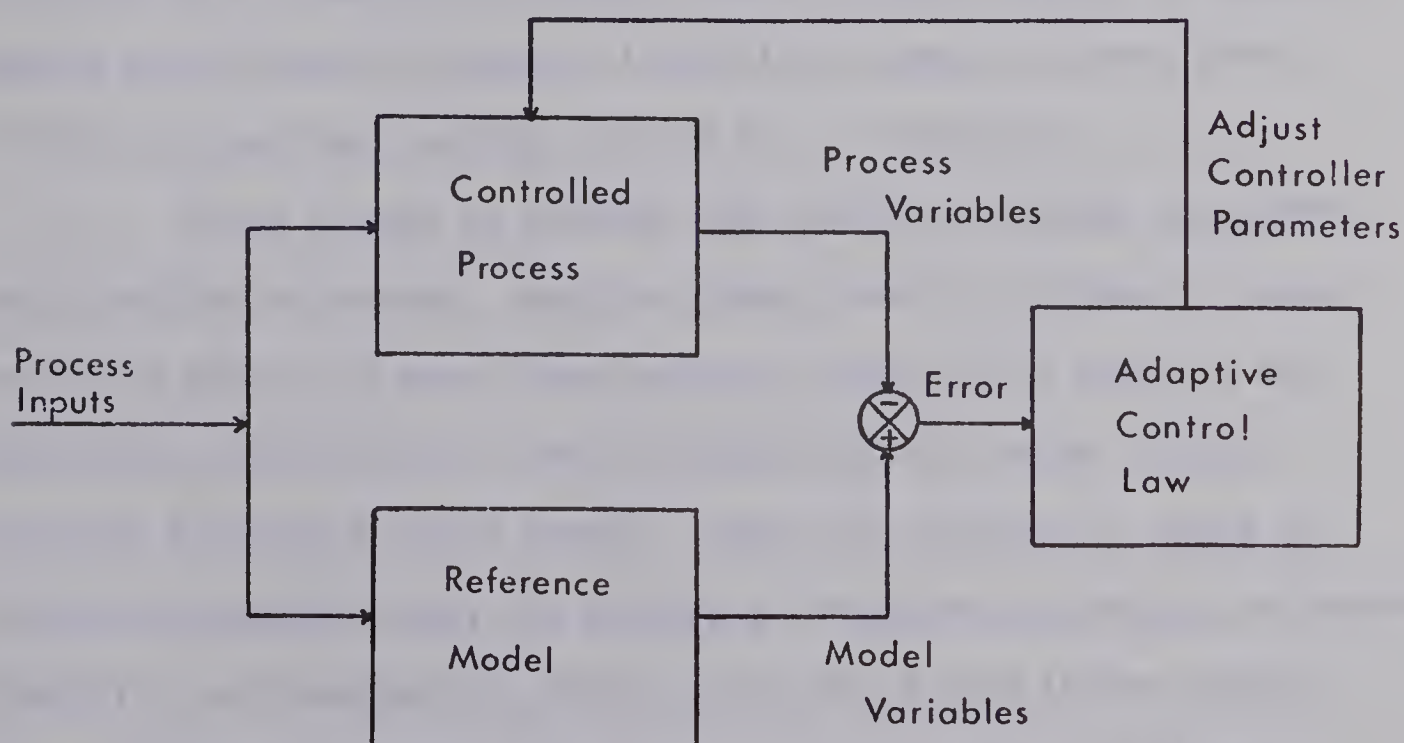 Adjust
Controller
Parameters
Process
Variables
Controlled
Process
Process
Inputs
-
Error
+
Adaptive
Control
Law
Reference
Model
Model
Variables